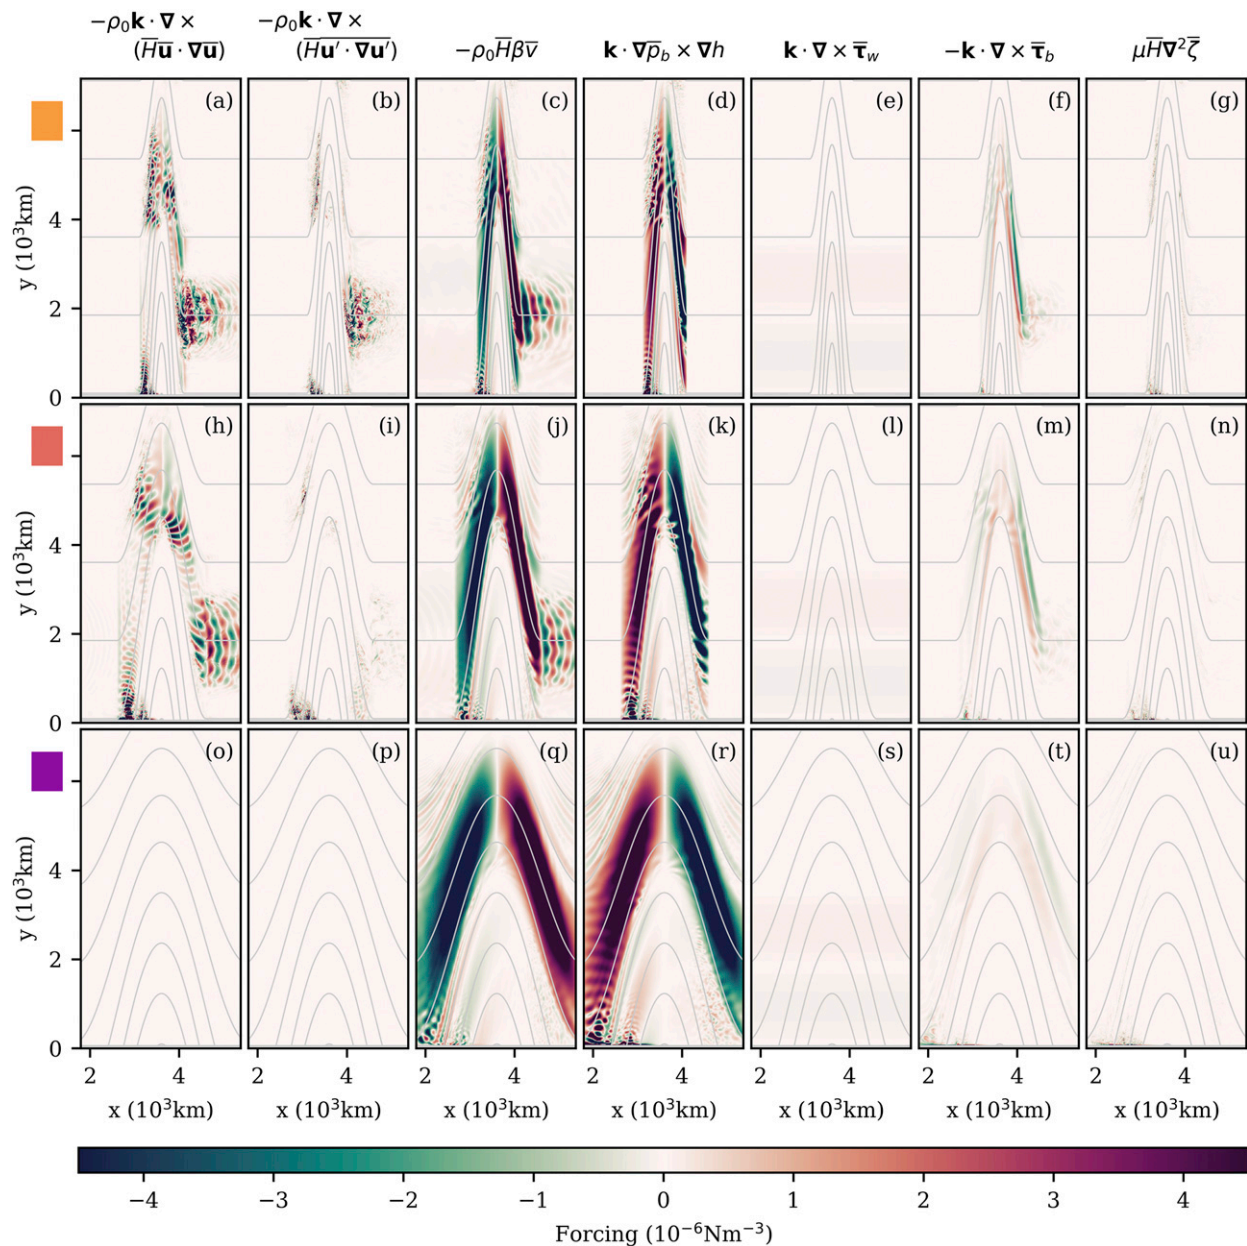 −ρ₀𝐤 · ∇ × −ρ₀𝐤 · ∇ ×
(H̅𝐮̅ · ∇𝐮̅) (H̅𝐮′ · ∇𝐮′) −ρ₀H̅βv̅ 𝐤 · ∇p̅_b × ∇h 𝐤 · ∇ × 𝛕̅_w −𝐤 · ∇ × 𝛕̅_b μH̅∇²ζ̅
(a) (b) (c) (d) (e) (f) (g)
y (10³km)
4
2
0
(h) (i) (j) (k) (l) (m) (n)
y (10³km)
4
2
0
(o) (p) (q) (r) (s) (t) (u)
y (10³km)
4
2
0
2 4 2 4 2 4 2 4 2 4 2 4 2 4
x (10³km) x (10³km) x (10³km) x (10³km) x (10³km) x (10³km) x (10³km)
−4 −3 −2 −1 0 1 2 3 4
Forcing (10⁻⁶Nm⁻³)